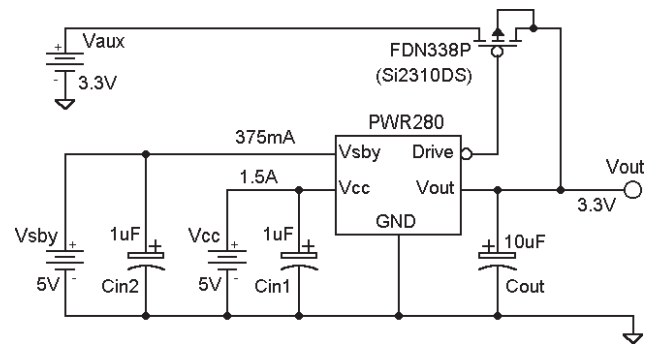 Vaux
+
-
3.3V
FDN338P
(Si2310DS)
375mA
PWR280
Vsby
Drive
1.5A
Vcc
Vout
Vout
3.3V
GND
Vsby
+
-
5V
1uF
+
Cin2
Vcc
+
-
5V
1uF
+
Cin1
10uF
+
Cout